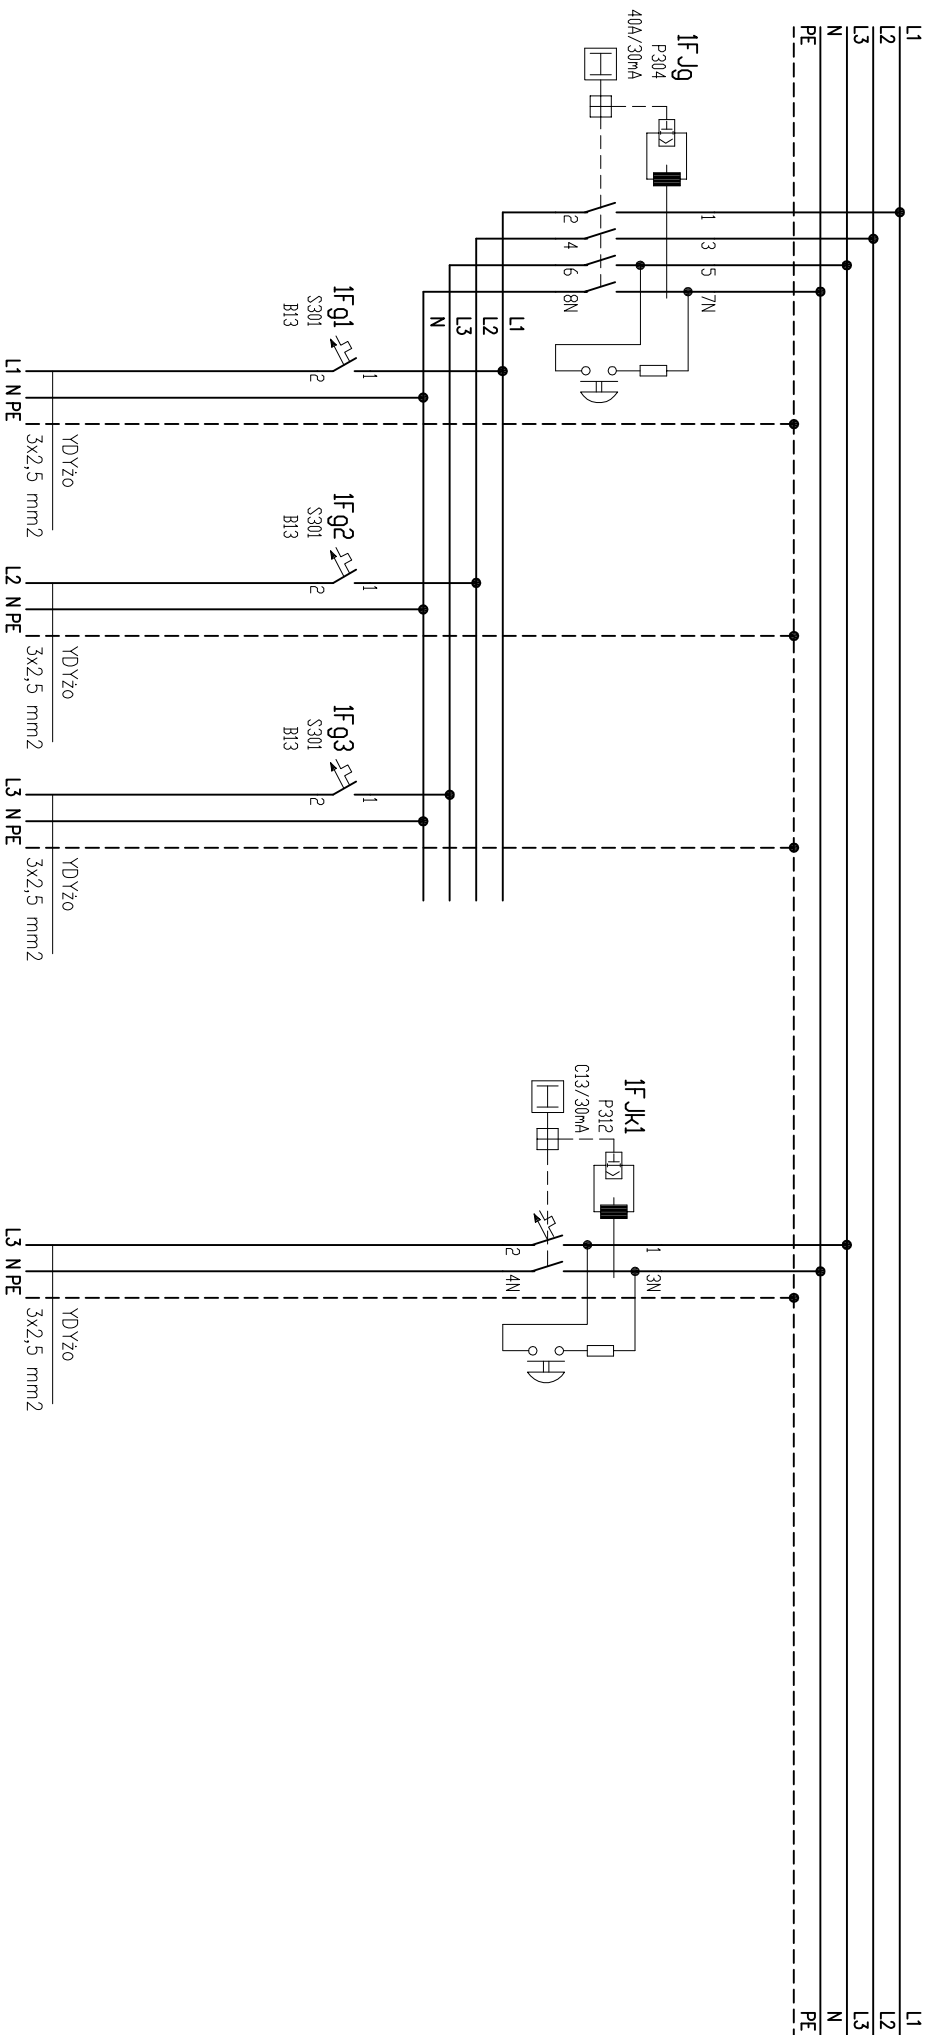 L1
L2
L3
N
PE
1FJg
P304
40A/30mA
1 3 5 7N
2 4 6 8N
L1
L2
L3
N
1Fg1
S301
B13
1
2
1Fg2
S301
B13
1
2
1Fg3
S301
B13
1
2
1FJk1
P312
C13/30mA
1 3N
2 4N
YDYżo
3x2,5 mm2
L1 N PE
YDYżo
3x2,5 mm2
L2 N PE
YDYżo
3x2,5 mm2
L3 N PE
YDYżo
3x2,5 mm2
L3 N PE
L1
L2
L3
N
PE